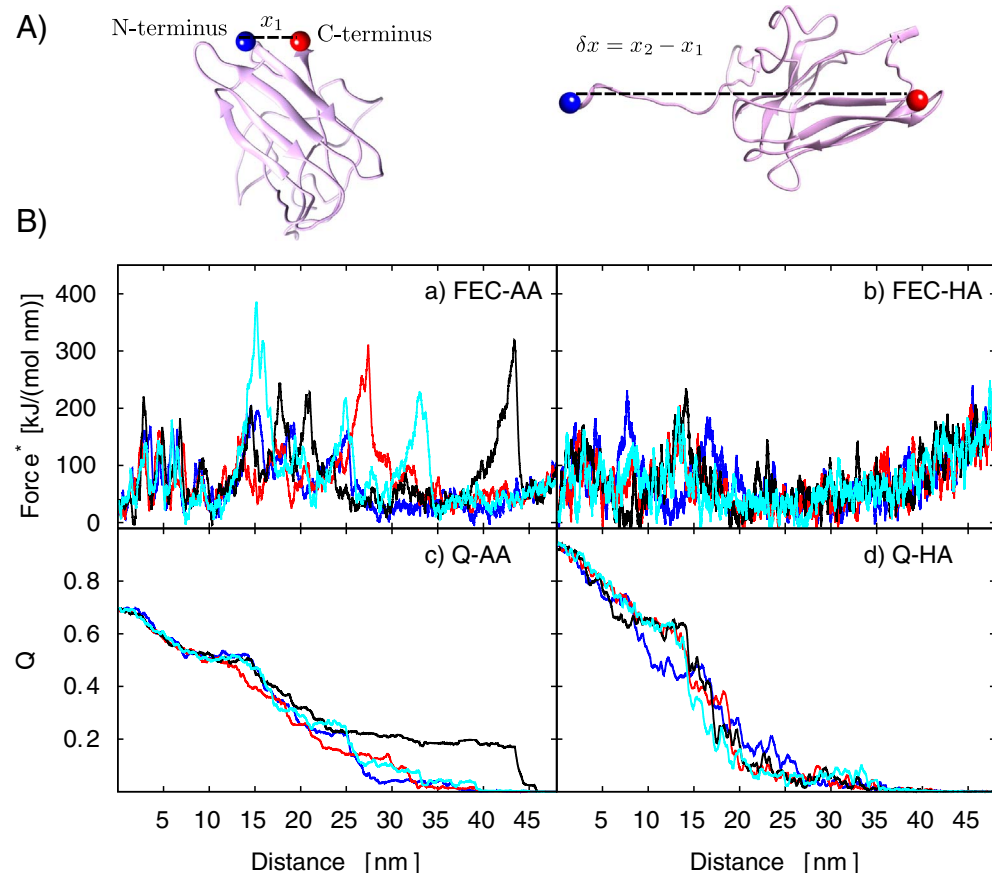 A)
N-terminus
x₁
C-terminus
δx = x₂ − x₁
B)
a) FEC-AA
b) FEC-HA
Force* [kJ/(mol nm)]
400
300
200
100
0
c) Q-AA
d) Q-HA
Q
0.8
0.6
0.4
0.2
5 10 15 20 25 30 35 40 45
5 10 15 20 25 30 35 40 45
Distance [nm]
Distance [nm]